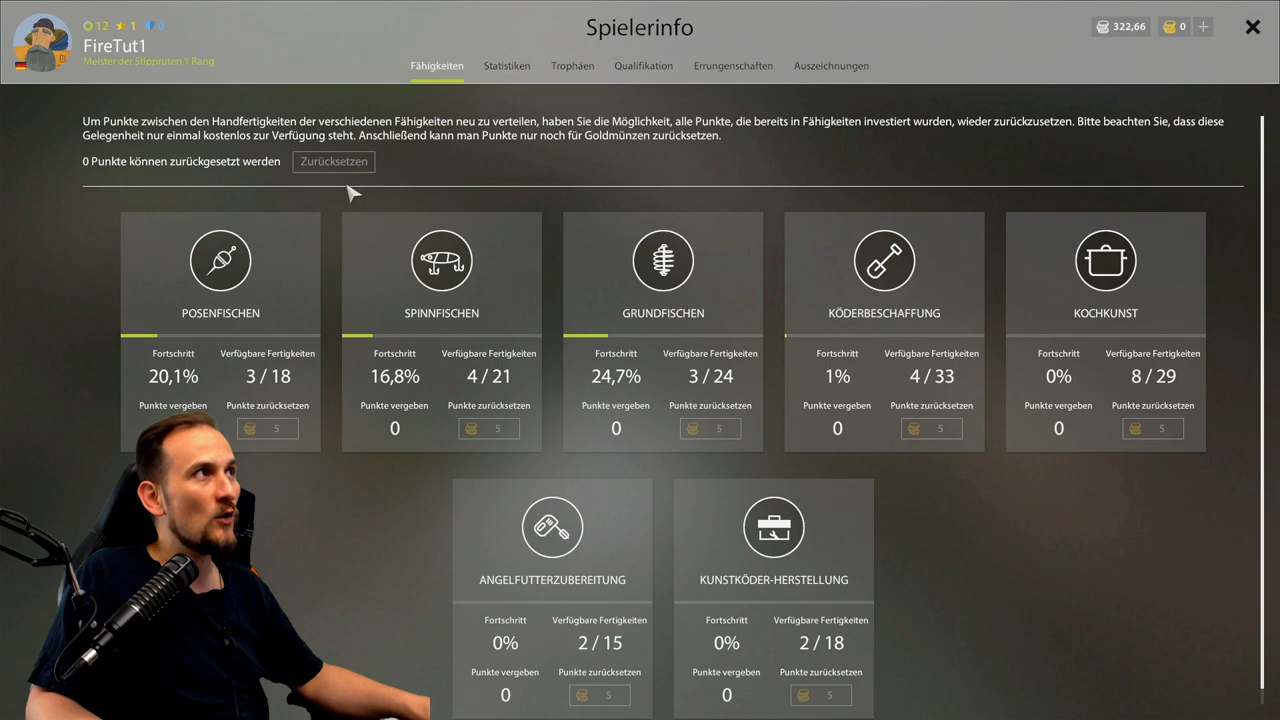 12 1 0
FireTut1
Meister der Stippruten 1 Rang
Spielerinfo
322,66 0 +
Fähigkeiten Statistiken Trophäen Qualifikation Errungenschaften Auszeichnungen
Um Punkte zwischen den Handfertigkeiten der verschiedenen Fähigkeiten neu zu verteilen, haben Sie die Möglichkeit, alle Punkte, die bereits in Fähigkeiten investiert wurden, wieder zurückzusetzen. Bitte beachten Sie, dass diese
Gelegenheit nur einmal kostenlos zur Verfügung steht. Anschließend kann man Punkte nur noch für Goldmünzen zurücksetzen.
0 Punkte können zurückgesetzt werden Zurücksetzen
POSENFISCHEN
Fortschritt Verfügbare Fertigkeiten
20,1% 3 / 18
Punkte vergeben Punkte zurücksetzen
5
SPINNFISCHEN
Fortschritt Verfügbare Fertigkeiten
16,8% 4 / 21
Punkte vergeben Punkte zurücksetzen
0 5
GRUNDFISCHEN
Fortschritt Verfügbare Fertigkeiten
24,7% 3 / 24
Punkte vergeben Punkte zurücksetzen
0 5
KÖDERBESCHAFFUNG
Fortschritt Verfügbare Fertigkeiten
1% 4 / 33
Punkte vergeben Punkte zurücksetzen
0 5
KOCHKUNST
Fortschritt Verfügbare Fertigkeiten
0% 8 / 29
Punkte vergeben Punkte zurücksetzen
0 5
ANGELFUTTERZUBEREITUNG
Fortschritt Verfügbare Fertigkeiten
0% 2 / 15
Punkte vergeben Punkte zurücksetzen
0 5
KUNSTKÖDER-HERSTELLUNG
Fortschritt Verfügbare Fertigkeiten
0% 2 / 18
Punkte vergeben Punkte zurücksetzen
0 5